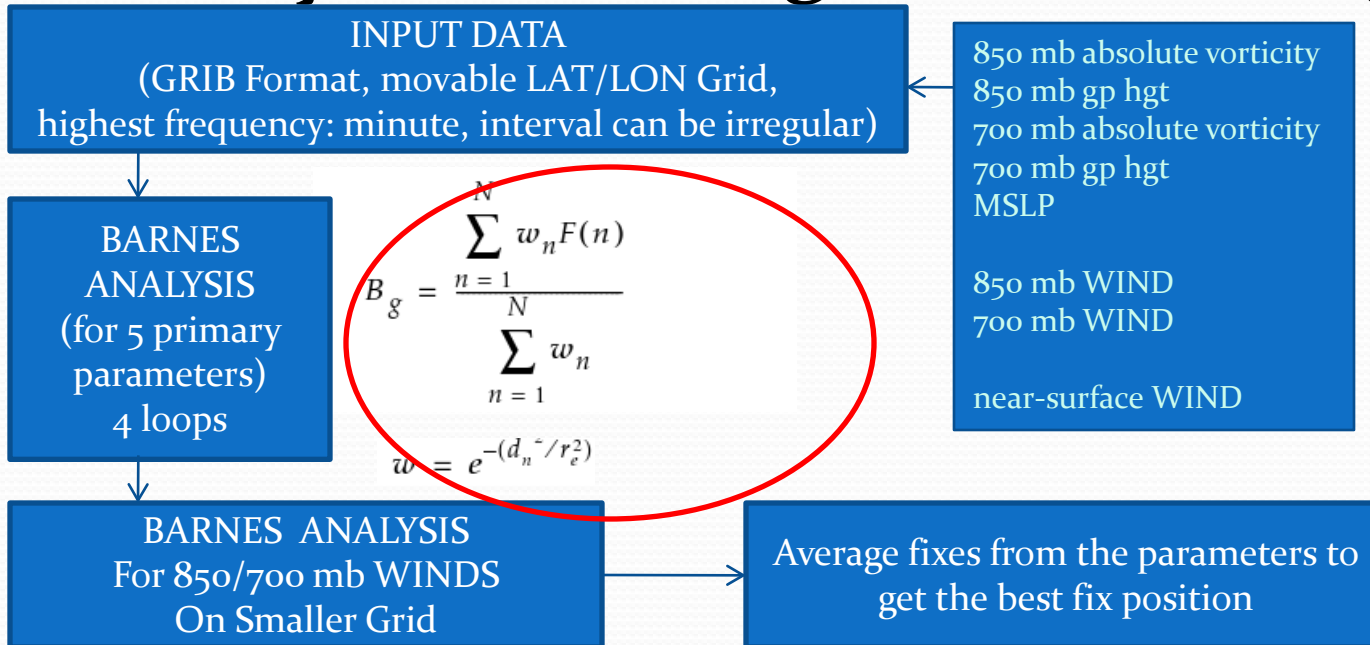 INPUT DATA
(GRIB Format, movable LAT/LON Grid,
highest frequency: minute, interval can be irregular)
850 mb absolute vorticity
850 mb gp hgt
700 mb absolute vorticity
700 mb gp hgt
MSLP
850 mb WIND
700 mb WIND
near-surface WIND
BARNES
ANALYSIS
(for 5 primary
parameters)
4 loops
B_g = \frac{\sum_{n = 1}^{N} w_n F(n)}{\sum_{n = 1}^{N} w_n}
w = e^{-(d_n^2/r_e^2)}
BARNES ANALYSIS
For 850/700 mb WINDS
On Smaller Grid
Average fixes from the parameters to
get the best fix position